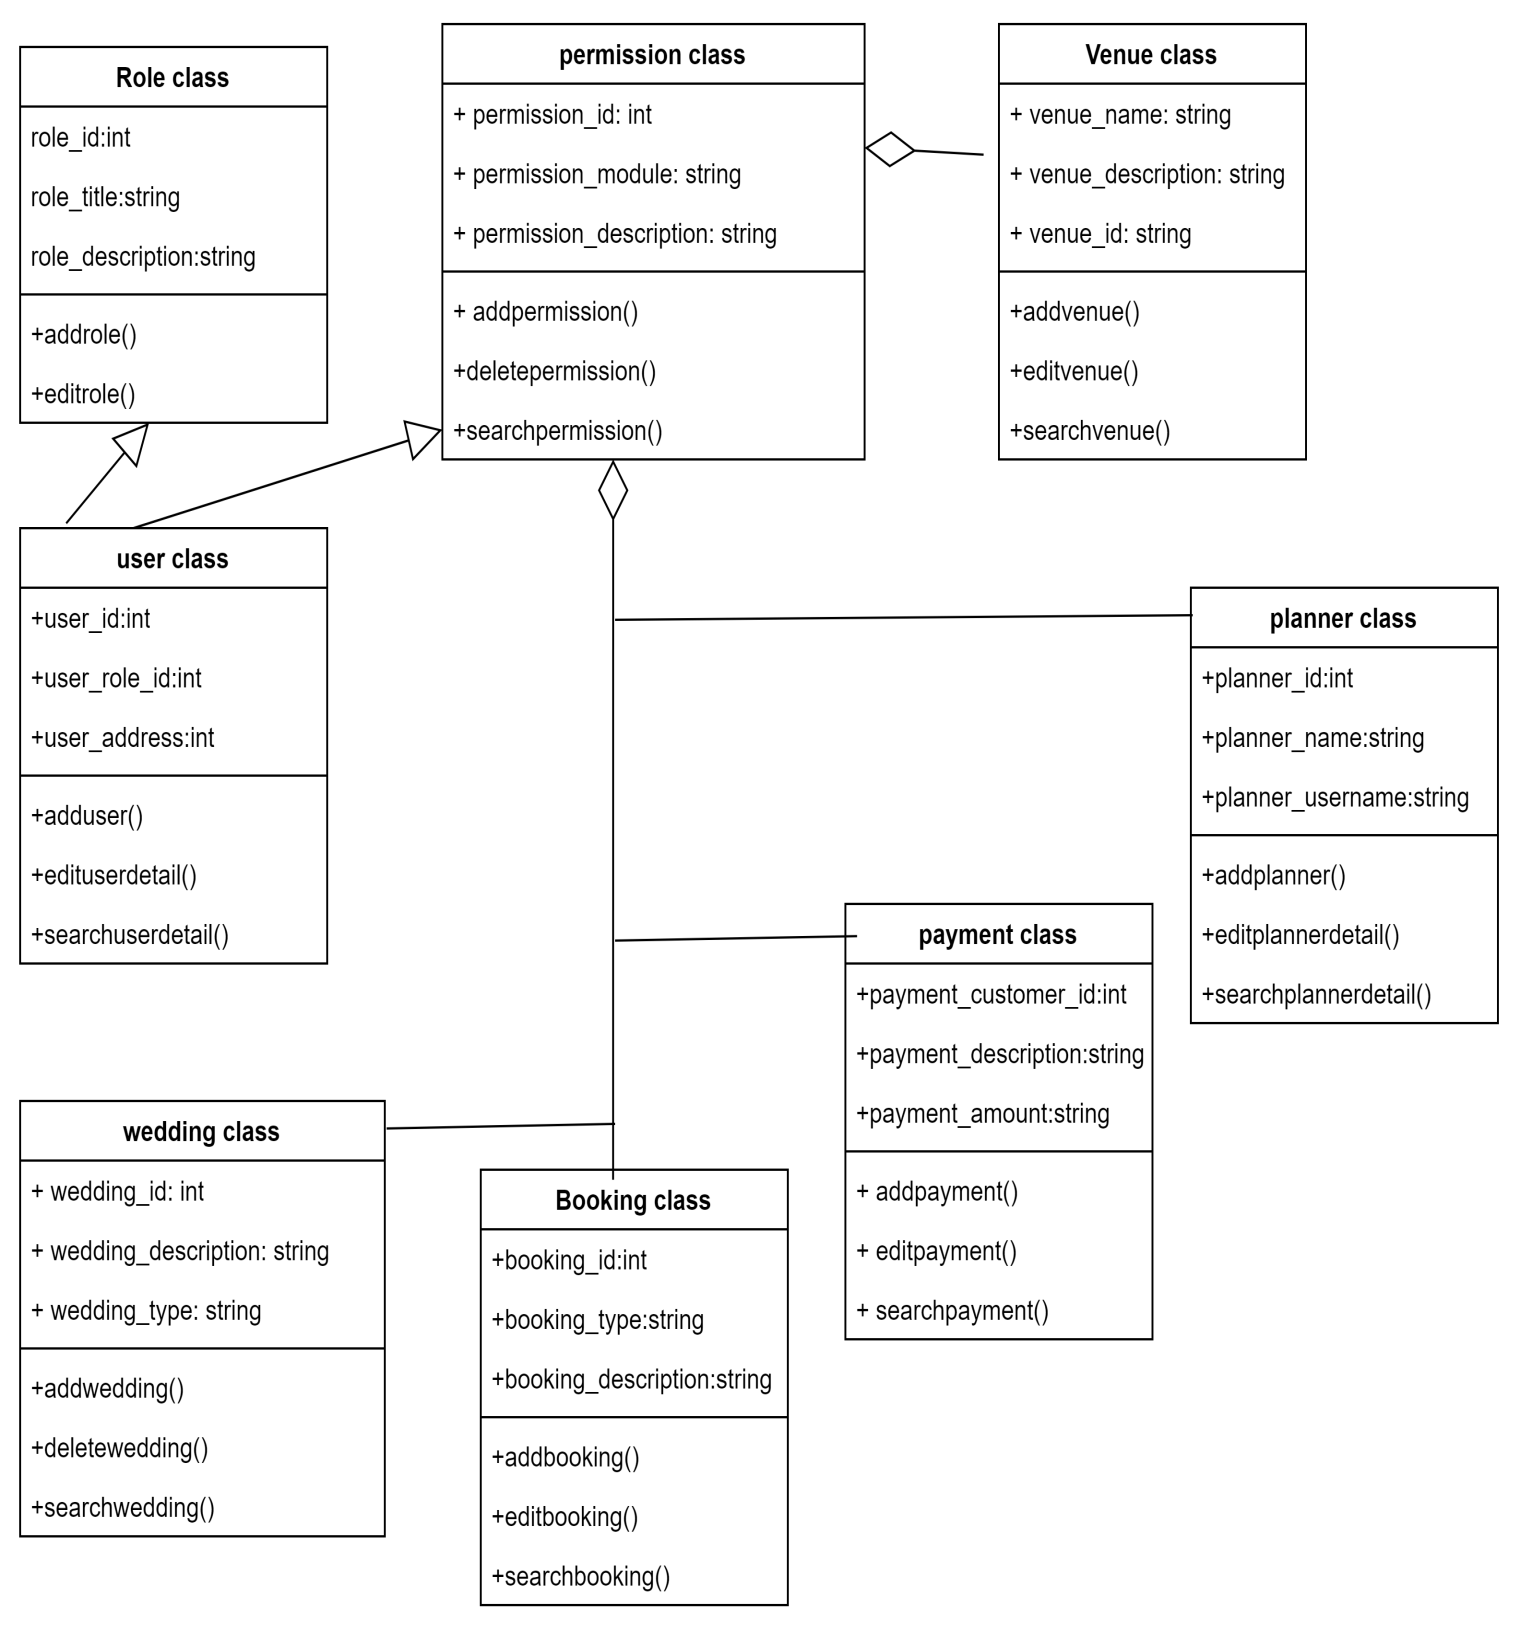 Role class
role_id:int
role_title:string
role_description:string
+addrole()
+editrole()
permission class
+ permission_id: int
+ permission_module: string
+ permission_description: string
+ addpermission()
+deletepermission()
+searchpermission()
Venue class
+ venue_name: string
+ venue_description: string
+ venue_id: string
+addvenue()
+editvenue()
+searchvenue()
user class
+user_id:int
+user_role_id:int
+user_address:int
+adduser()
+edituserdetail()
+searchuserdetail()
planner class
+planner_id:int
+planner_name:string
+planner_username:string
+addplanner()
+editplannerdetail()
+searchplannerdetail()
payment class
+payment_customer_id:int
+payment_description:string
+payment_amount:string
+ addpayment()
+ editpayment()
+ searchpayment()
wedding class
+ wedding_id: int
+ wedding_description: string
+ wedding_type: string
+addwedding()
+deletewedding()
+searchwedding()
Booking class
+booking_id:int
+booking_type:string
+booking_description:string
+addbooking()
+editbooking()
+searchbooking()